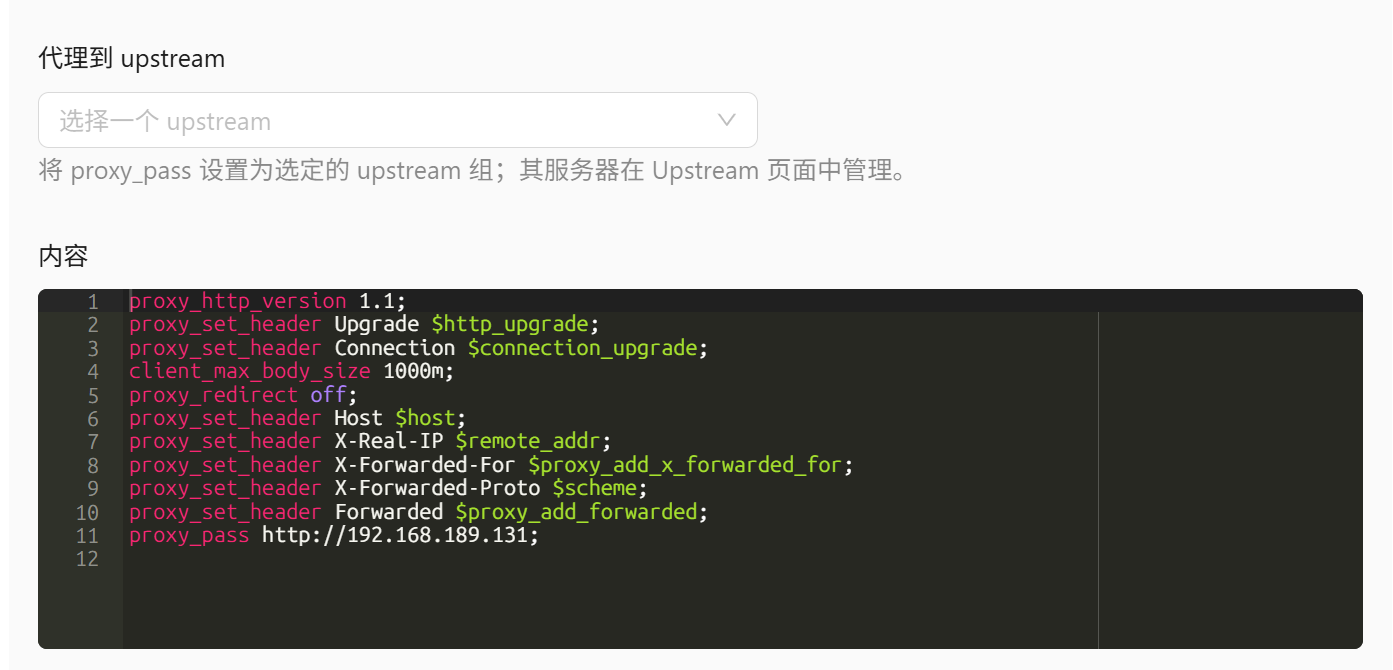 代理到 upstream
选择一个 upstream
将 proxy_pass 设置为选定的 upstream 组；其服务器在 Upstream 页面中管理。
内容
1 proxy_http_version 1.1;
2 proxy_set_header Upgrade $http_upgrade;
3 proxy_set_header Connection $connection_upgrade;
4 client_max_body_size 1000m;
5 proxy_redirect off;
6 proxy_set_header Host $host;
7 proxy_set_header X-Real-IP $remote_addr;
8 proxy_set_header X-Forwarded-For $proxy_add_x_forwarded_for;
9 proxy_set_header X-Forwarded-Proto $scheme;
10 proxy_set_header Forwarded $proxy_add_forwarded;
11 proxy_pass http://192.168.189.131;
12